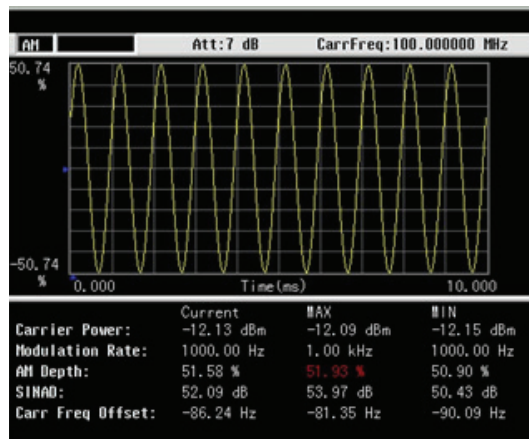 AM Att:7 dB CarrFreq:100.000000 MHz
50.74
%
-50.74
%
0.000 Time(ms) 10.000
Current MAX MIN
Carrier Power: -12.13 dBm -12.09 dBm -12.15 dBm
Modulation Rate: 1000.00 Hz 1.00 kHz 1000.00 Hz
AM Depth: 51.58 % 51.93 % 50.90 %
SINAD: 52.09 dB 53.97 dB 50.43 dB
Carr Freq Offset: -86.24 Hz -81.35 Hz -90.09 Hz